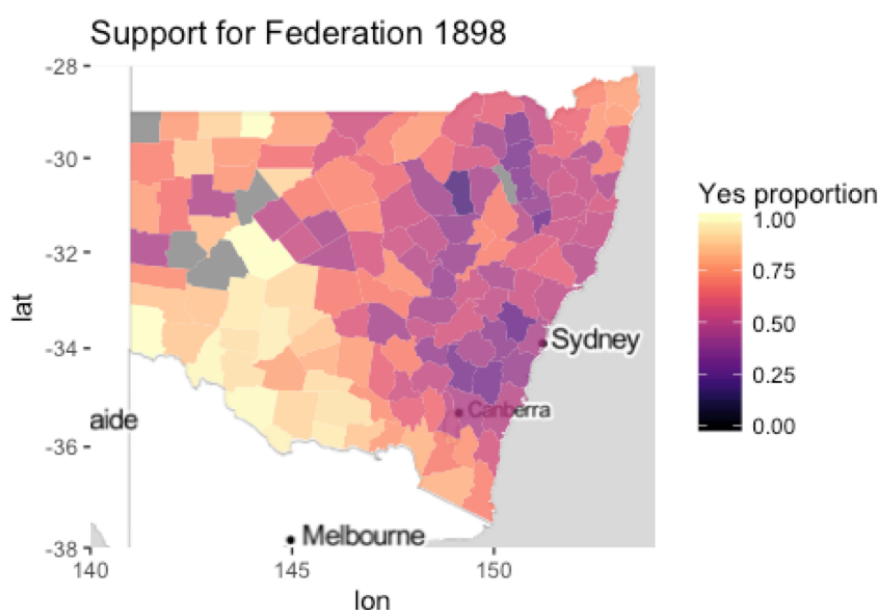 Support for Federation 1898
-28
-30
-32
-34
-36
-38
lat
140
145
150
lon
aide
Sydney
Canberra
Melbourne
Yes proportion
1.00
0.75
0.50
0.25
0.00